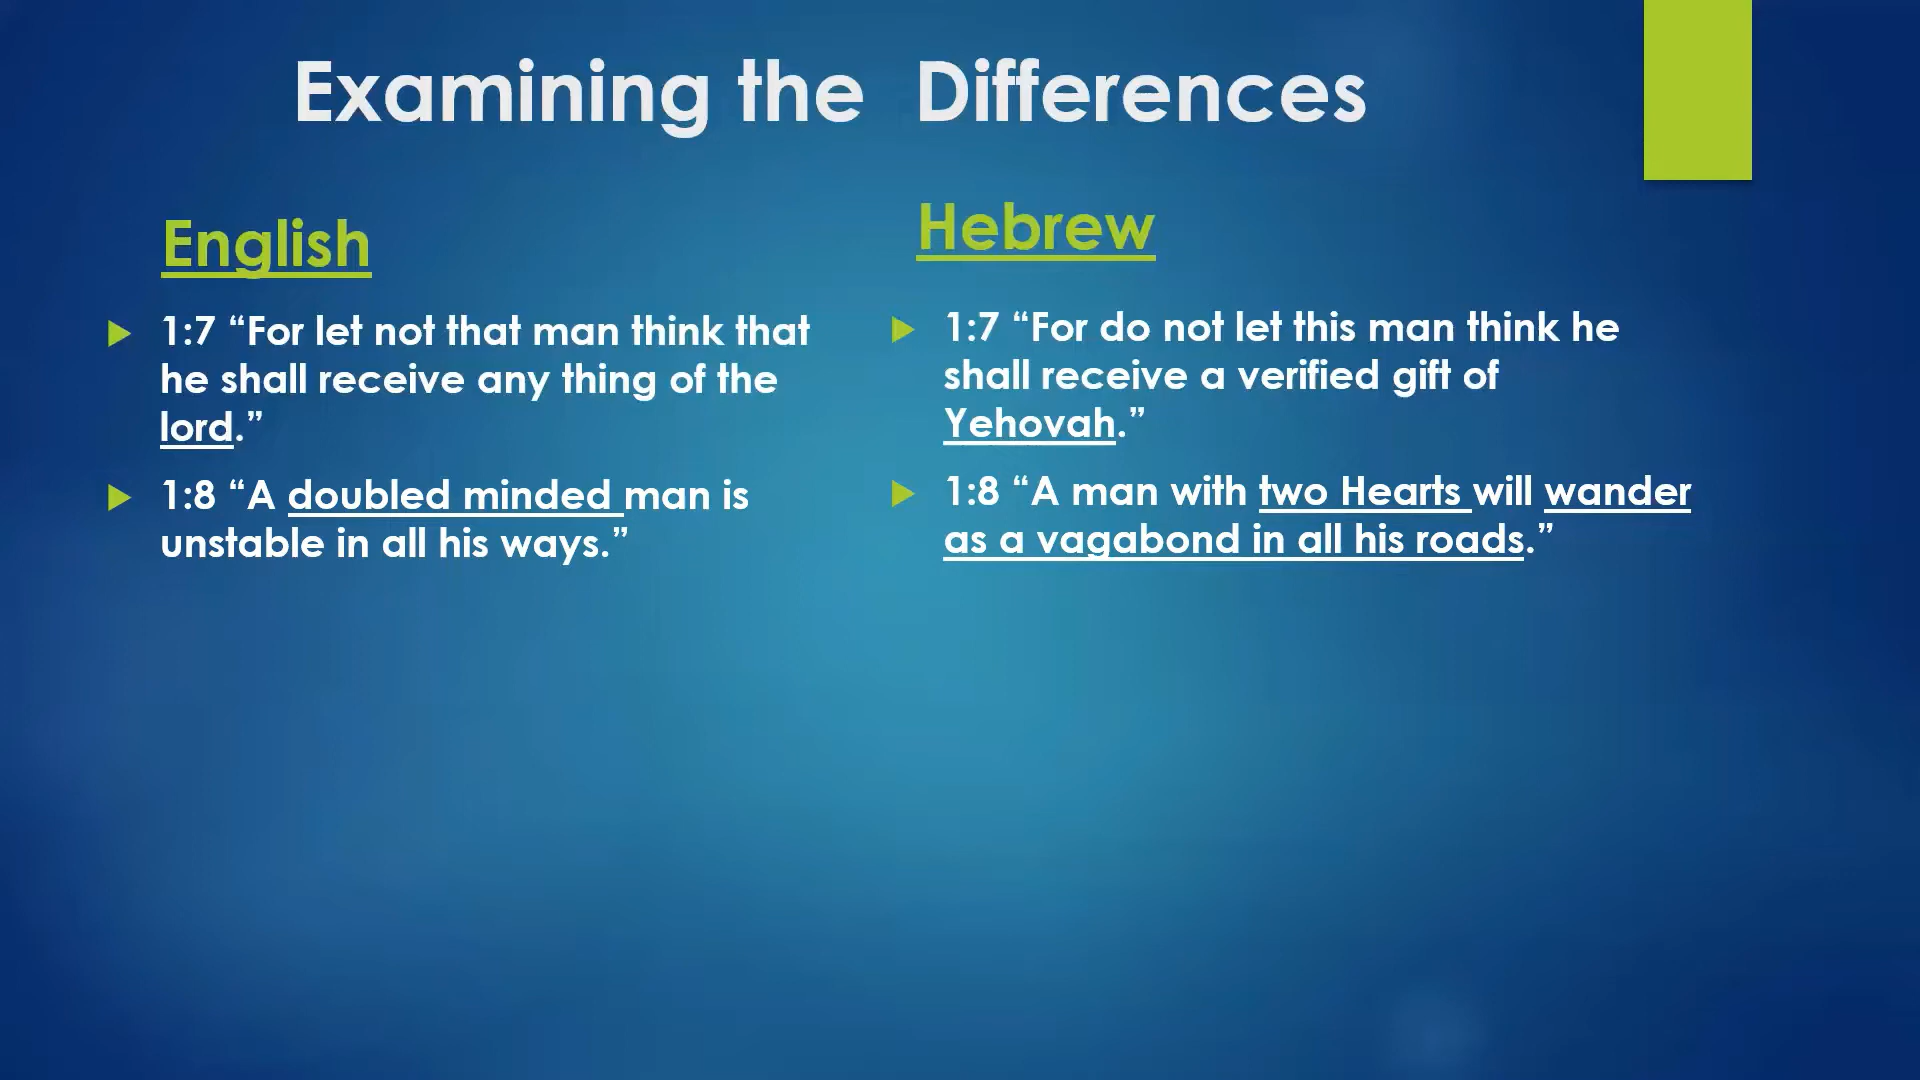 Examining the  Differences
English
1:7 “For let not that man think that
he shall receive any thing of the
lord.”
1:8 “A doubled minded man is
unstable in all his ways.”
Hebrew
1:7 “For do not let this man think he
shall receive a verified gift of
Yehovah.”
1:8 “A man with two Hearts will wander
as a vagabond in all his roads.”